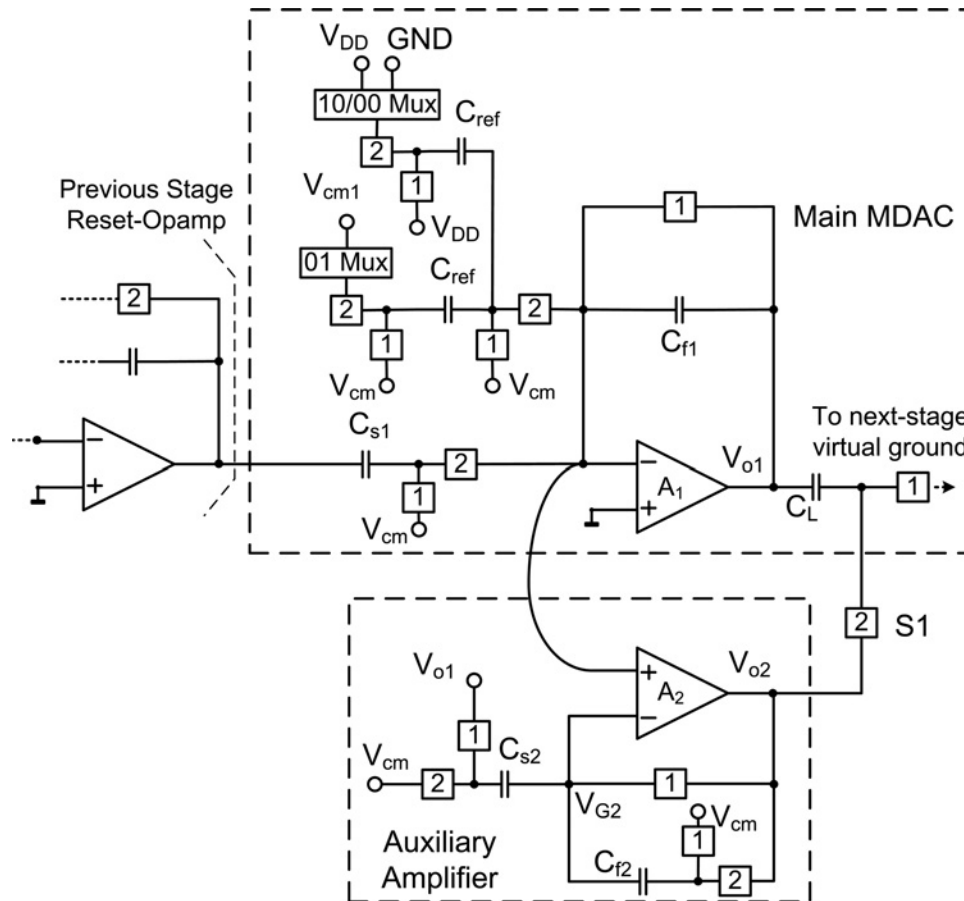 V_DD GND
10/00 Mux
C_ref
2
1
V_DD
Previous Stage
Reset-Opamp
V_cm1
01 Mux
C_ref
2
1
V_cm
1
V_cm
2
1
Main MDAC
C_f1
2
C_s1
2
1
V_cm
−
+
−
+
A_1
V_o1
C_L
To next-stage
virtual ground
1
2
S1
V_o1
1
V_cm
2
C_s2
+
−
A_2
V_o2
V_G2
1
V_cm
1
C_f2
2
Auxiliary
Amplifier